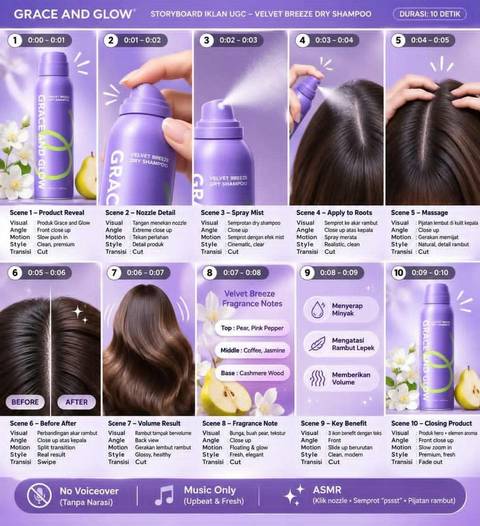 GRACE AND GLOW
STORYBOARD IKLAN UGC – VELVET BREEZE DRY SHAMPOO
DURASI: 10 DETIK
1 0:00 – 0:01
GRACE AND GLOW
Scene 1 – Product Reveal
Visual : Produk Grace and Glow
Angle : Front close up
Motion : Slow push in
Style : Clean, premium
Transisi : Cut
2 0:01 – 0:02
GRAC
Scene 2 – Nozzle Detail
Visual : Tangan menekan nozzle
Angle : Extreme close up
Motion : Tekan perlahan
Style : Detail produk
Transisi : Cut
3 0:02 – 0:03
VELVET BREEZE
DRY SHAMPOO
GR
Scene 3 – Spray Mist
Visual : Semprotan dry shampoo
Angle : Close up
Motion : Semprot dengan efek mist
Style : Cinematic, clear
Transisi : Cut
4 0:03 – 0:04
Scene 4 – Apply to Roots
Visual : Semprot ke akar rambut
Angle : Close up atas kepala
Motion : Spray merata
Style : Realistic, clean
Transisi : Cut
5 0:04 – 0:05
Scene 5 – Massage
Visual : Pijatan lembut di kulit kepala
Angle : Close up
Motion : Gerakan memijat
Style : Natural, detail rambut
Transisi : Cut
6 0:05 – 0:06
BEFORE
AFTER
Scene 6 – Before After
Visual : Perbandingan akar rambut
Angle : Close up atas kepala
Motion : Split transition
Style : Real result
Transisi : Swipe
7 0:06 – 0:07
Scene 7 – Volume Result
Visual : Rambut tampak bervolume
Angle : Back view
Motion : Gerakan lembut rambut
Style : Glossy, healthy
Transisi : Cut
8 0:07 – 0:08
Velvet Breeze
Fragrance Notes
Top : Pear, Pink Pepper
Middle : Coffee, Jasmine
Base : Cashmere Wood
Scene 8 – Fragrance Note
Visual : Bunga, buah pear, tekstur
Angle : Close up
Motion : Floating & glow
Style : Fresh, elegant
Transisi : Cut
9 0:08 – 0:09
Menyerap
Minyak
Mengatasi
Rambut Lepek
Memberikan
Volume
Scene 9 – Key Benefit
Visual : 3 ikon benefit dengan teks
Angle : Front
Motion : Slide up berurutan
Style : Clean, modern
Transisi : Cut
10 0:09 – 0:10
GRACE AND GLOW
Scene 10 – Closing Product
Visual : Produk hero + elemen aroma
Angle : Front close up
Motion : Slow zoom in
Style : Premium, fresh
Transisi : Fade out
No Voiceover
(Tanpa Narasi)
Music Only
(Upbeat & Fresh)
ASMR
(Klik nozzle • Semprot "pssst" • Pijatan rambut)